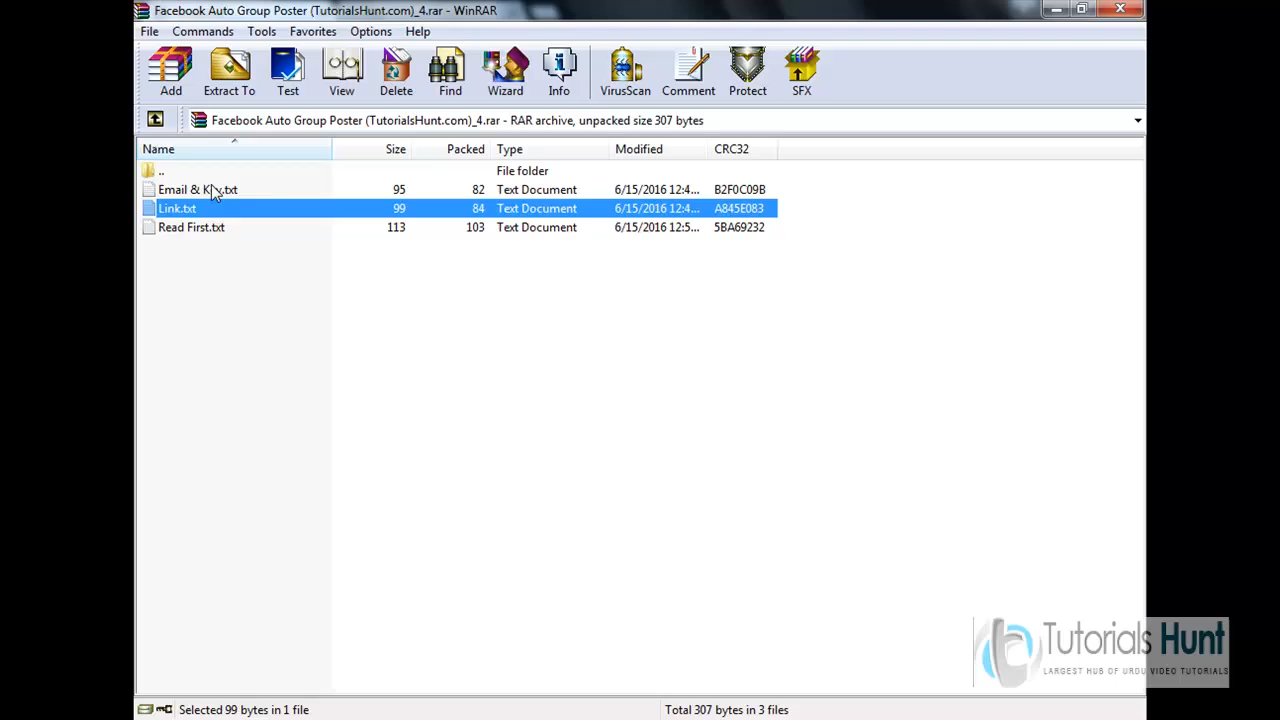 Facebook Auto Group Poster (TutorialsHunt.com)_4.rar - WinRAR
File Commands Tools Favorites Options Help
Add Extract To Test View Delete Find Wizard Info VirusScan Comment Protect SFX
Facebook Auto Group Poster (TutorialsHunt.com)_4.rar - RAR archive, unpacked size 307 bytes
Name Size Packed Type Modified CRC32
.. File folder
Email & Key.txt 95 82 Text Document 6/15/2016 12:4... B2F0C09B
Link.txt 99 84 Text Document 6/15/2016 12:4... A845E083
Read First.txt 113 103 Text Document 6/15/2016 12:5... 5BA69232
Tutorials Hunt
LARGEST HUB OF URDU VIDEO TUTORIALS
Selected 99 bytes in 1 file Total 307 bytes in 3 files